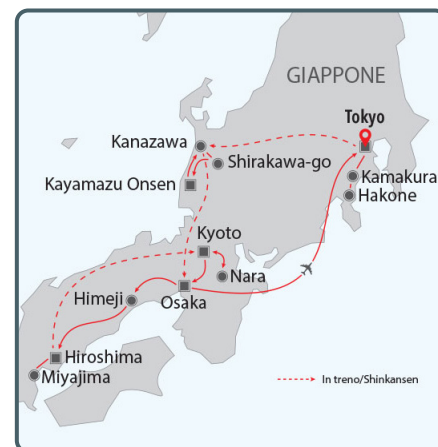 GIAPPONE
Tokyo
Kanazawa
Shirakawa-go
Kamakura
Kayamazu Onsen
Hakone
Kyoto
Nara
Himeji
Osaka
Hiroshima
Miyajima
In treno/Shinkansen